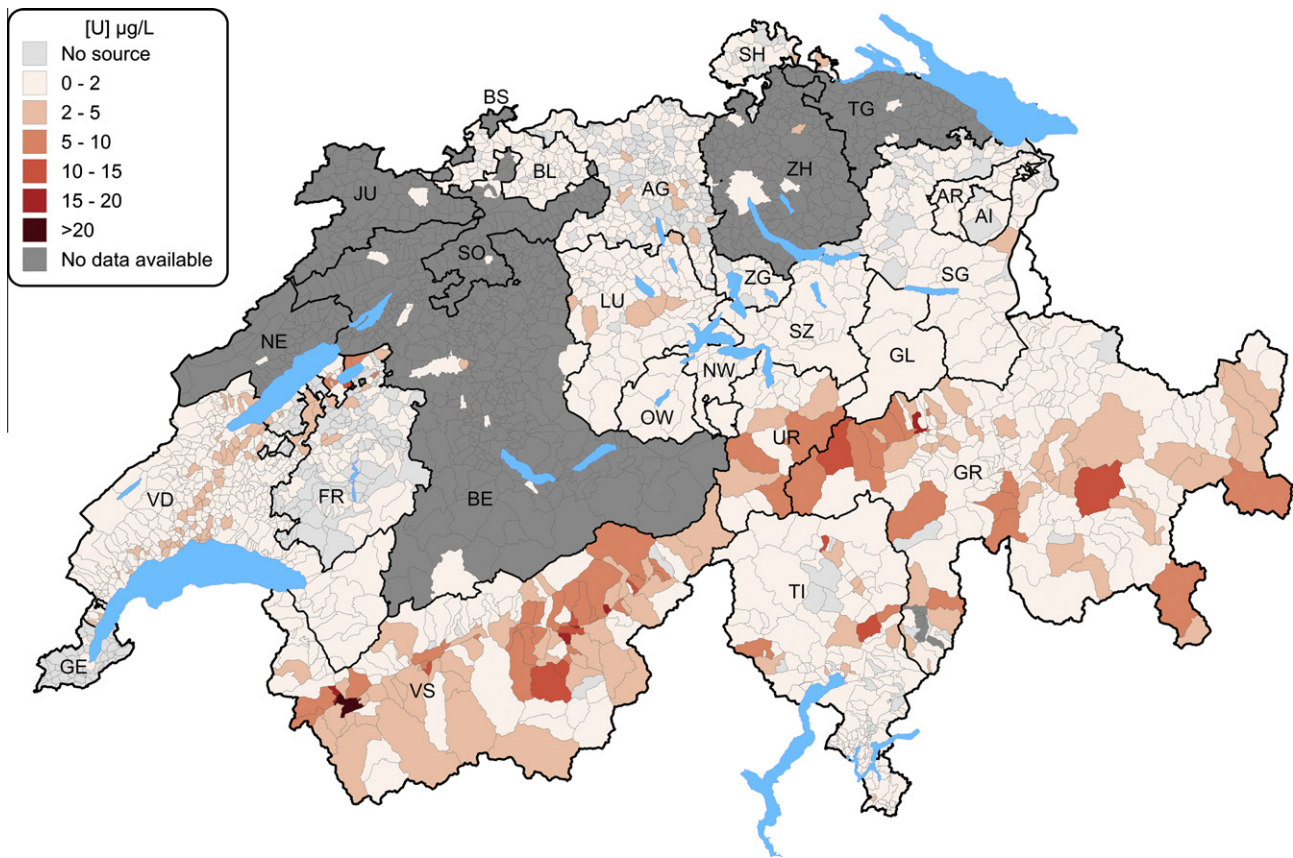 [U] µg/L
No source
0 - 2
2 - 5
5 - 10
10 - 15
15 - 20
>20
No data available
SH
BS
TG
BL
ZH
JU
AG
AR
AI
SO
ZG
SG
LU
SZ
NE
GL
NW
OW
UR
GR
VD
FR
BE
TI
GE
VS